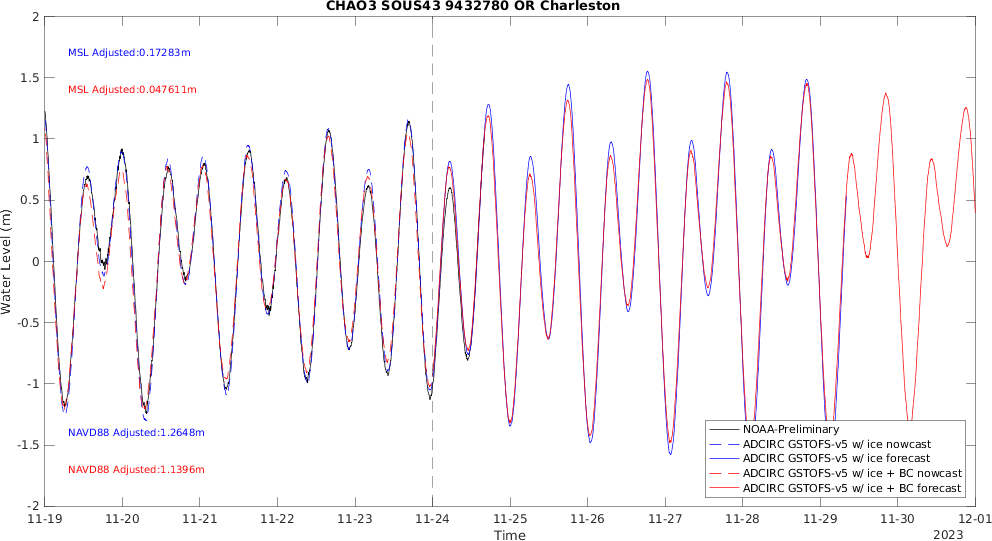 CHAO3 SOUS43 9432780 OR Charleston
2
1.5
1
0.5
0
-0.5
-1
-1.5
-2
Water Level (m)
MSL Adjusted:0.17283m
MSL Adjusted:0.047611m
NAVD88 Adjusted:1.2648m
NAVD88 Adjusted:1.1396m
NOAA-Preliminary
ADCIRC GSTOFS-v5 w/ ice nowcast
ADCIRC GSTOFS-v5 w/ ice forecast
ADCIRC GSTOFS-v5 w/ ice + BC nowcast
ADCIRC GSTOFS-v5 w/ ice + BC forecast
11-19 11-20 11-21 11-22 11-23 11-24 11-25 11-26 11-27 11-28 11-29 11-30 12-01
Time
2023